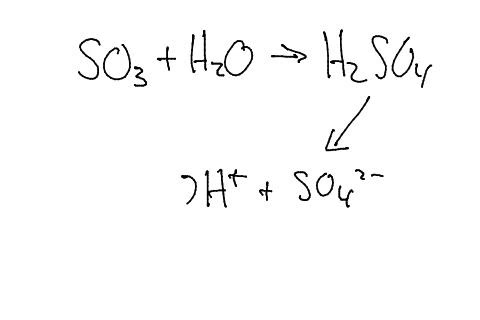 SO₃ + H₂O → H₂SO₄
2H⁺ + SO₄²⁻